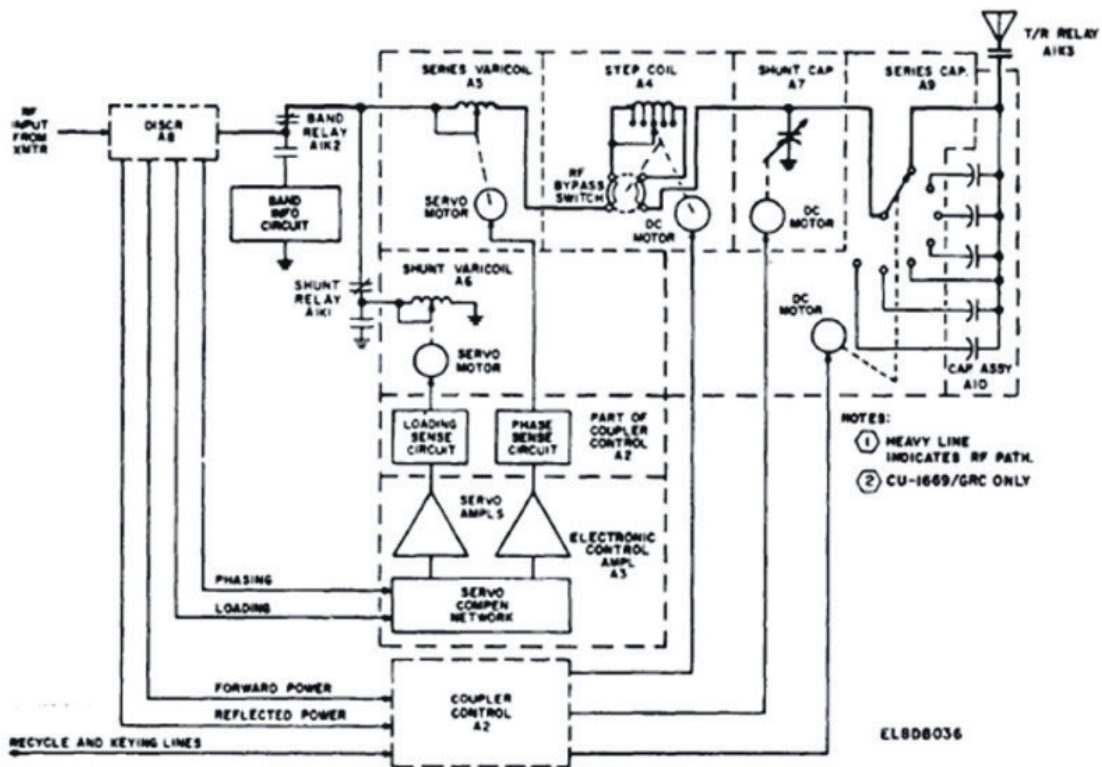 T/R RELAY
A1K3
SERIES VARICOIL
A5
STEP COIL
A4
SHUNT CAP
A7
SERIES CAP.
A9
RF
INPUT
FROM
XMTR
DISCR
A8
BAND
RELAY
A1K2
BAND
INFO
CIRCUIT
SERVO
MOTOR
RF
BYPASS
SWITCH
DC
MOTOR
DC
MOTOR
SHUNT VARICOIL
A6
SHUNT
RELAY
A1K1
SERVO
MOTOR
DC
MOTOR
CAP ASSY
A10
LOADING
SENSE
CIRCUIT
PHASE
SENSE
CIRCUIT
PART OF
COUPLER
CONTROL
A2
NOTES:
1 HEAVY LINE
INDICATES RF PATH.
2 CU-1669/GRC ONLY
SERVO
AMPLS
ELECTRONIC
CONTROL
AMPL
A3
PHASING
LOADING
SERVO
COMPEN
NETWORK
FORWARD POWER
REFLECTED POWER
RECYCLE AND KEYING LINES
COUPLER
CONTROL
A2
EL8D8036